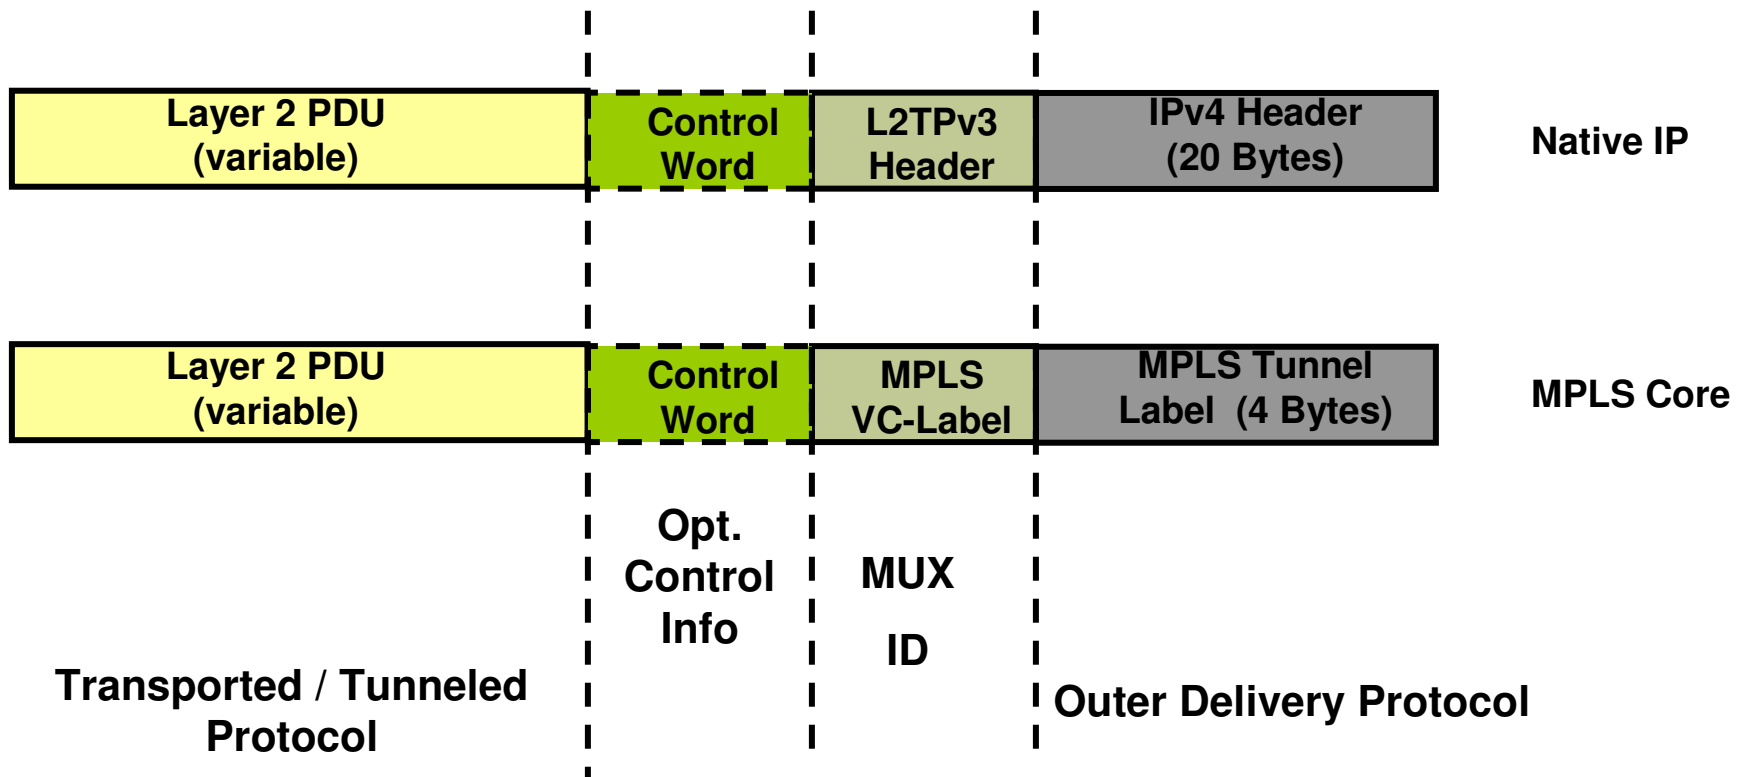 Layer 2 PDU
(variable)
Control
Word
L2TPv3
Header
IPv4 Header
(20 Bytes)
Native IP
Layer 2 PDU
(variable)
Control
Word
MPLS
VC-Label
MPLS Tunnel
Label (4 Bytes)
MPLS Core
Opt.
Control
Info
MUX
ID
Transported / Tunneled
Protocol
Outer Delivery Protocol